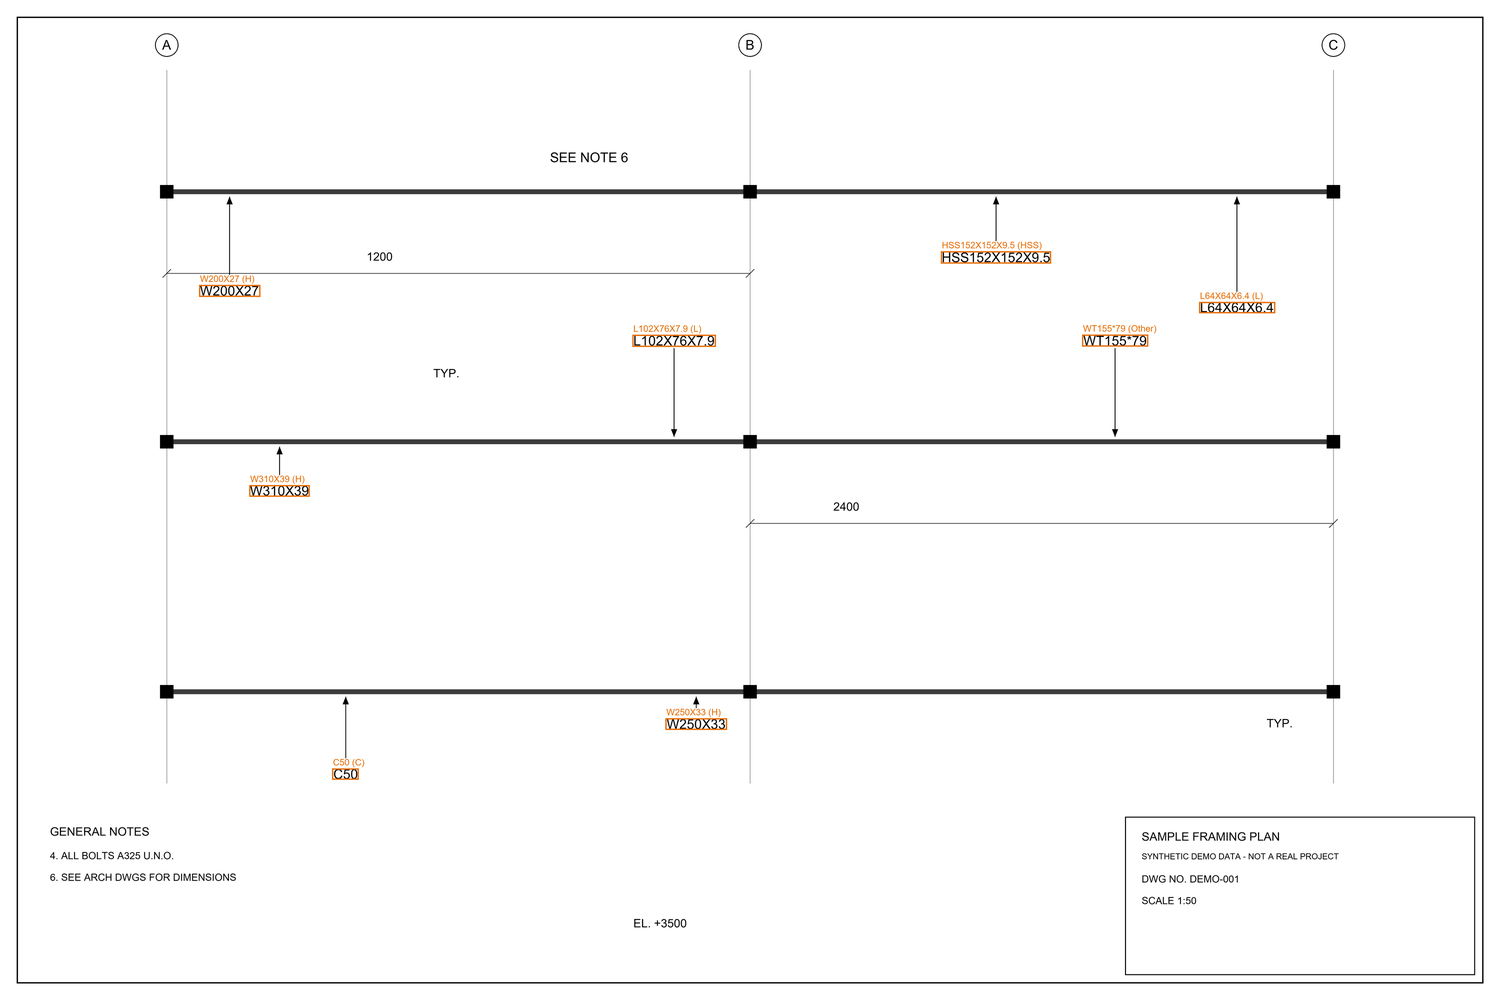 A
B
C
SEE NOTE 6
1200
HSS152X152X9.5 (HSS)
HSS152X152X9.5
W200X27 (H)
W200X27
L64X64X6.4 (L)
L64X64X6.4
L102X76X7.9 (L)
L102X76X7.9
WT155*79 (Other)
WT155*79
TYP.
W310X39 (H)
W310X39
2400
W250X33 (H)
W250X33
TYP.
C50 (C)
C50
GENERAL NOTES
4. ALL BOLTS A325 U.N.O.
6. SEE ARCH DWGS FOR DIMENSIONS
EL. +3500
SAMPLE FRAMING PLAN
SYNTHETIC DEMO DATA - NOT A REAL PROJECT
DWG NO. DEMO-001
SCALE 1:50